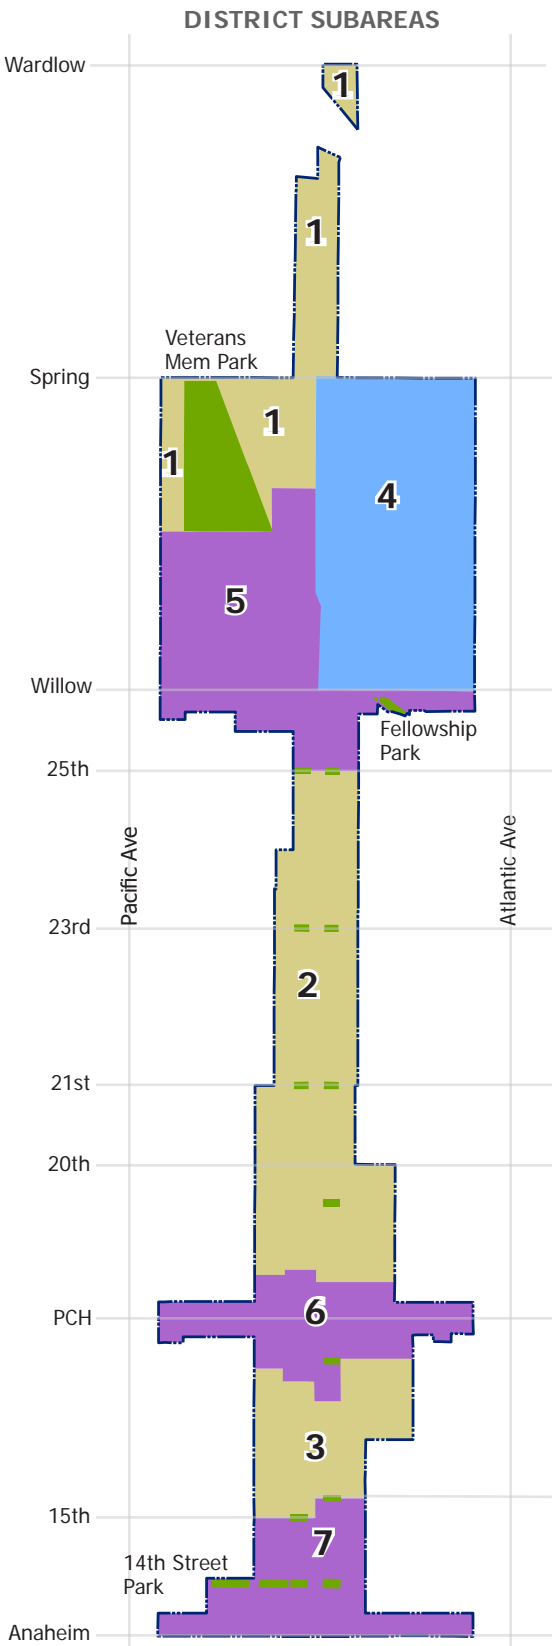 DISTRICT SUBAREAS
Wardlow
1
1
Veterans
Mem Park
Spring
1
1
4
5
Willow
Fellowship
Park
25th
Pacific Ave
Atlantic Ave
23rd
2
21st
20th
6
PCH
3
15th
7
14th Street
Park
Anaheim